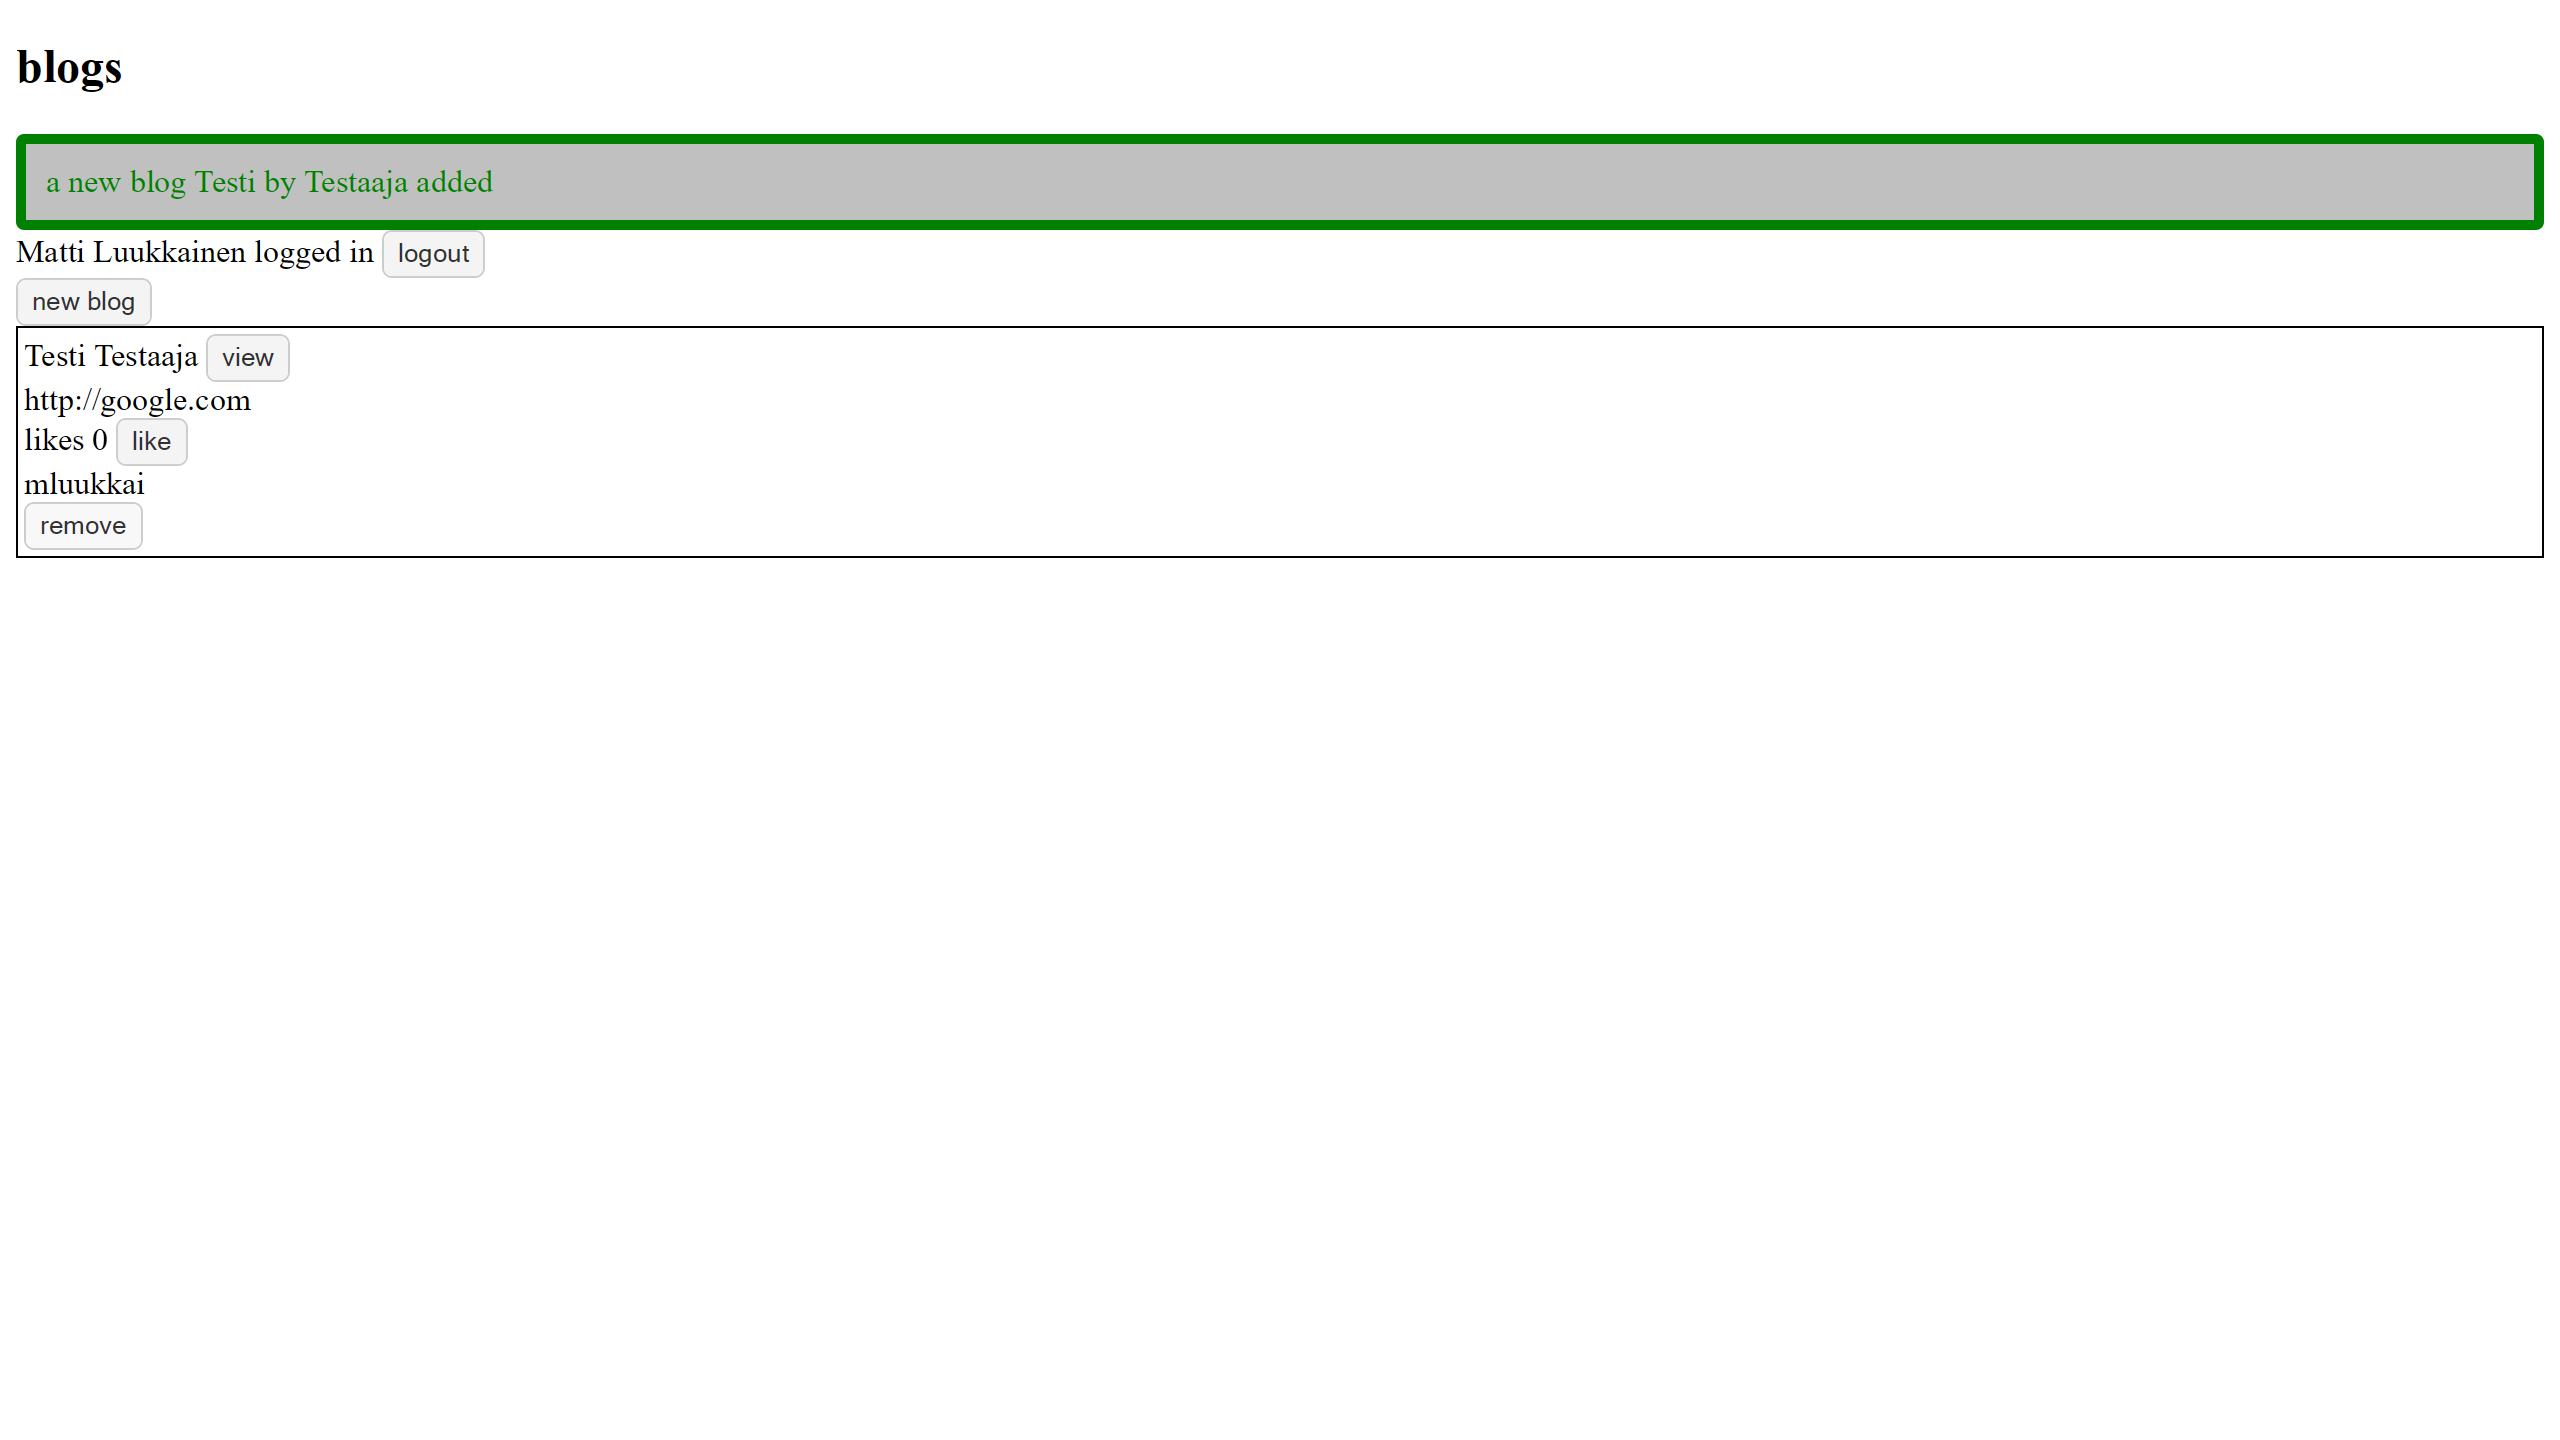 blogs
a new blog Testi by Testaaja added
Matti Luukkainen logged in logout
new blog
Testi Testaaja view
http://google.com
likes 0 like
mluukkai
remove